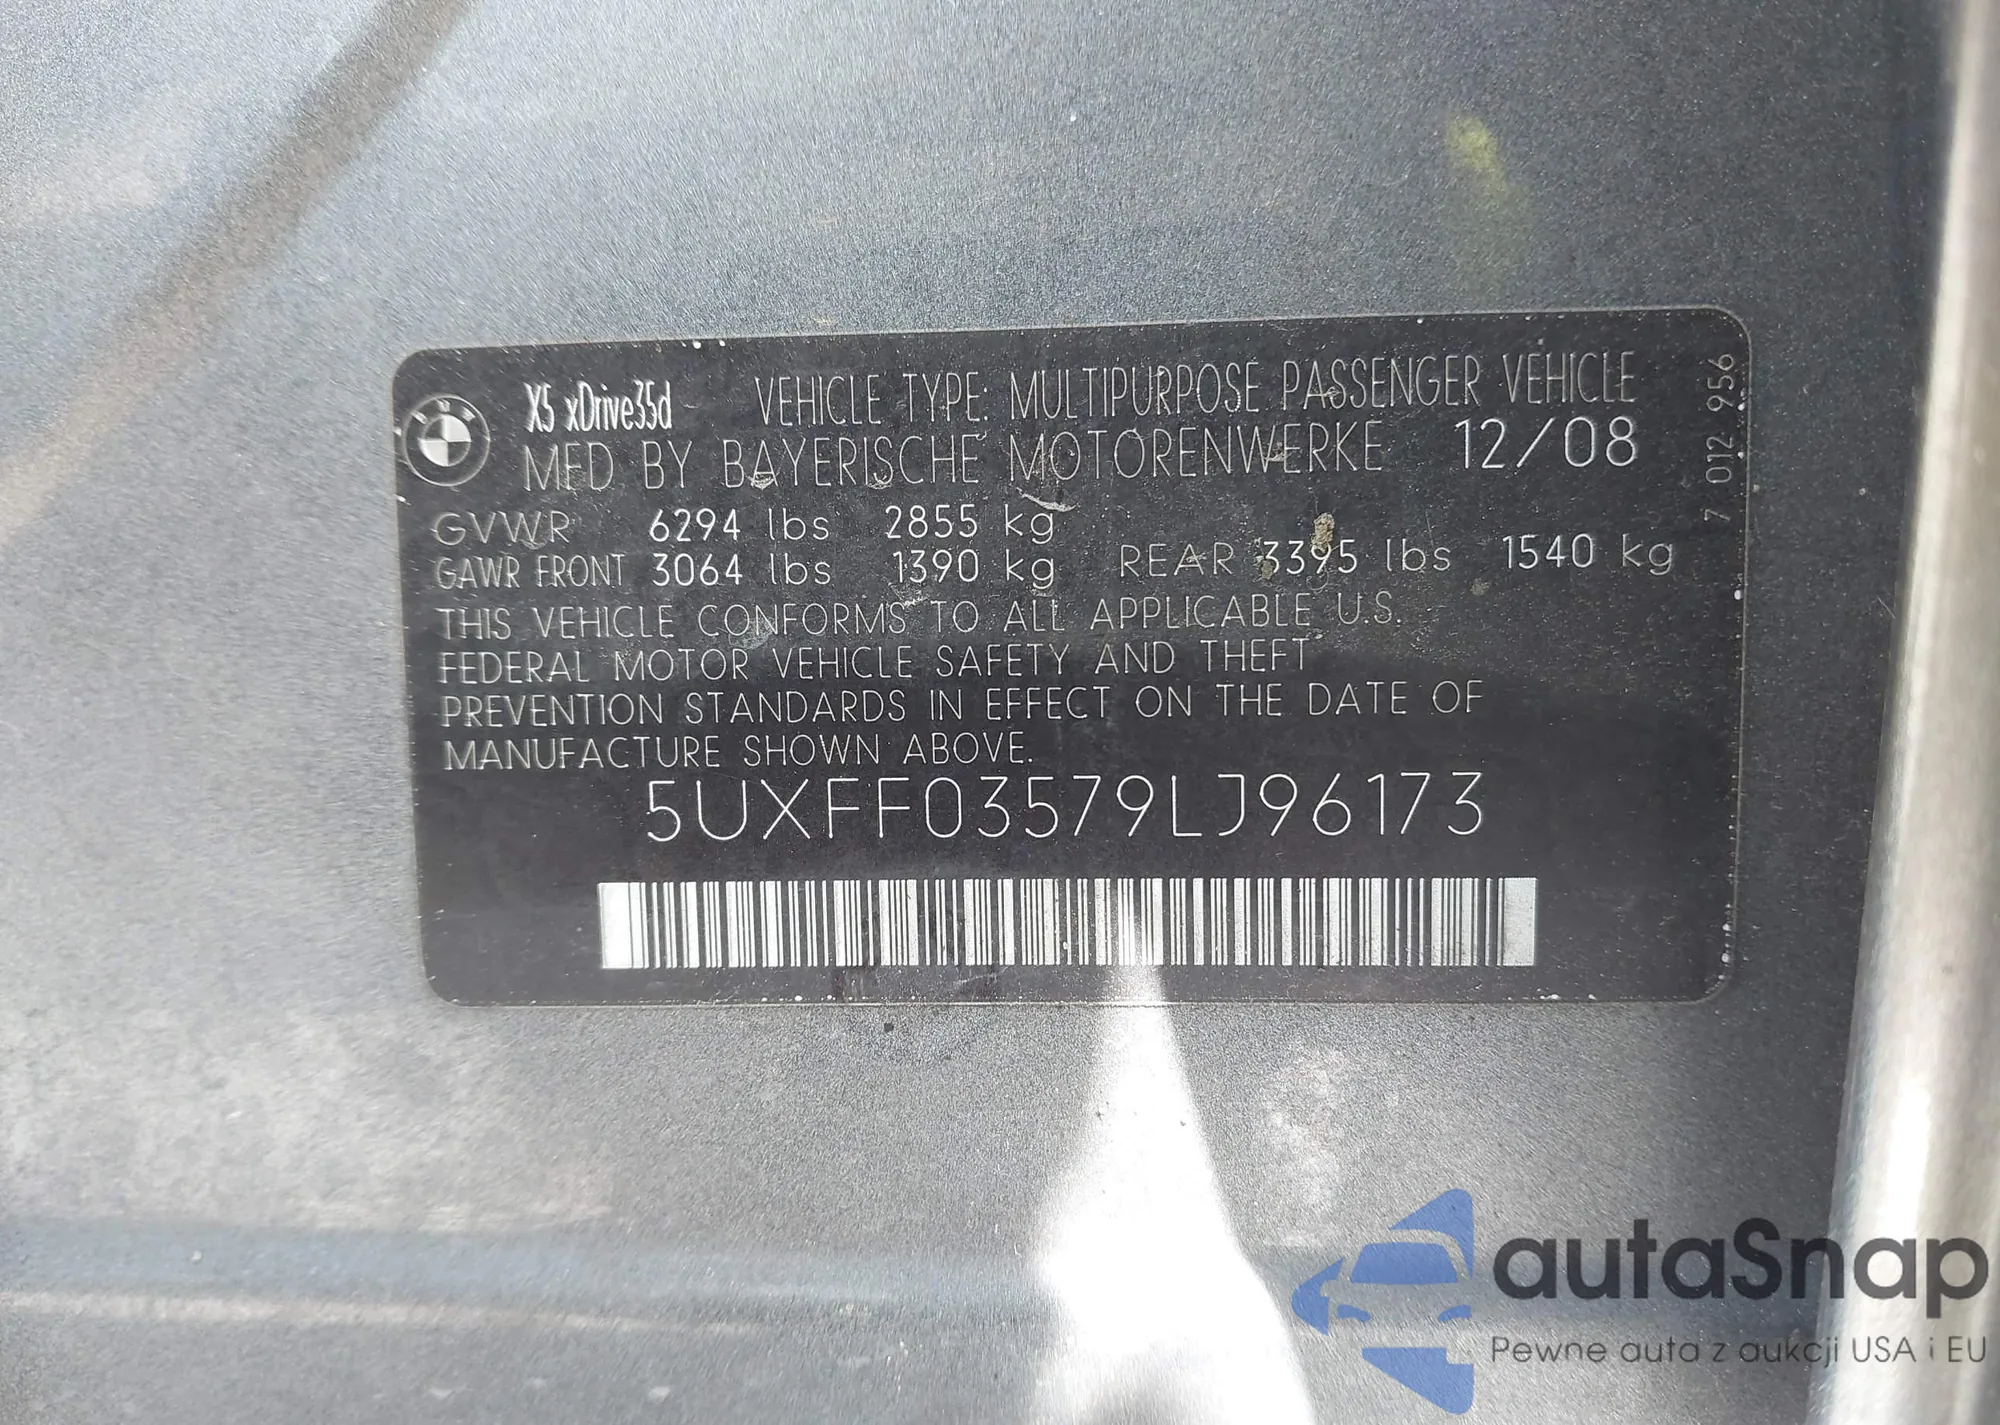 X5 xDrive35d VEHICLE TYPE: MULTIPURPOSE PASSENGER VEHICLE
MFD BY BAYERISCHE MOTORENWERKE 12/08
GVWR 6294 lbs 2855 kg
GAWR FRONT 3064 lbs 1390 kg REAR 3395 lbs 1540 kg
THIS VEHICLE CONFORMS TO ALL APPLICABLE U.S.
FEDERAL MOTOR VEHICLE SAFETY AND THEFT
PREVENTION STANDARDS IN EFFECT ON THE DATE OF
MANUFACTURE SHOWN ABOVE.
5UXFF03579LJ96173
7 012 956
autaSnap
Pewne auta z aukcji USA i EU